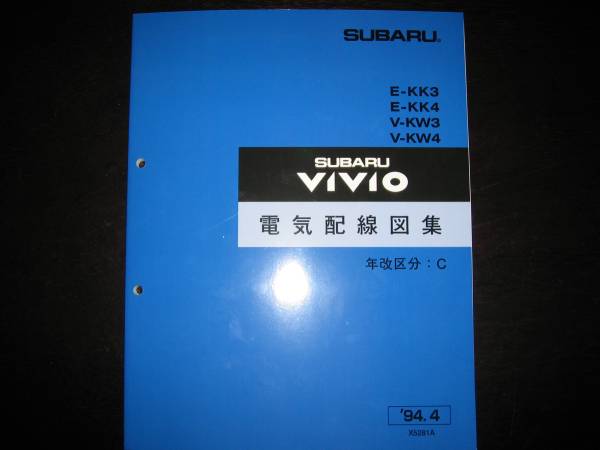 SUBARU®
E-KK3
E-KK4
V-KW3
V-KW4
SUBARU
VIVIO
電気配線図集
年改区分：C
'94. 4
X5281A